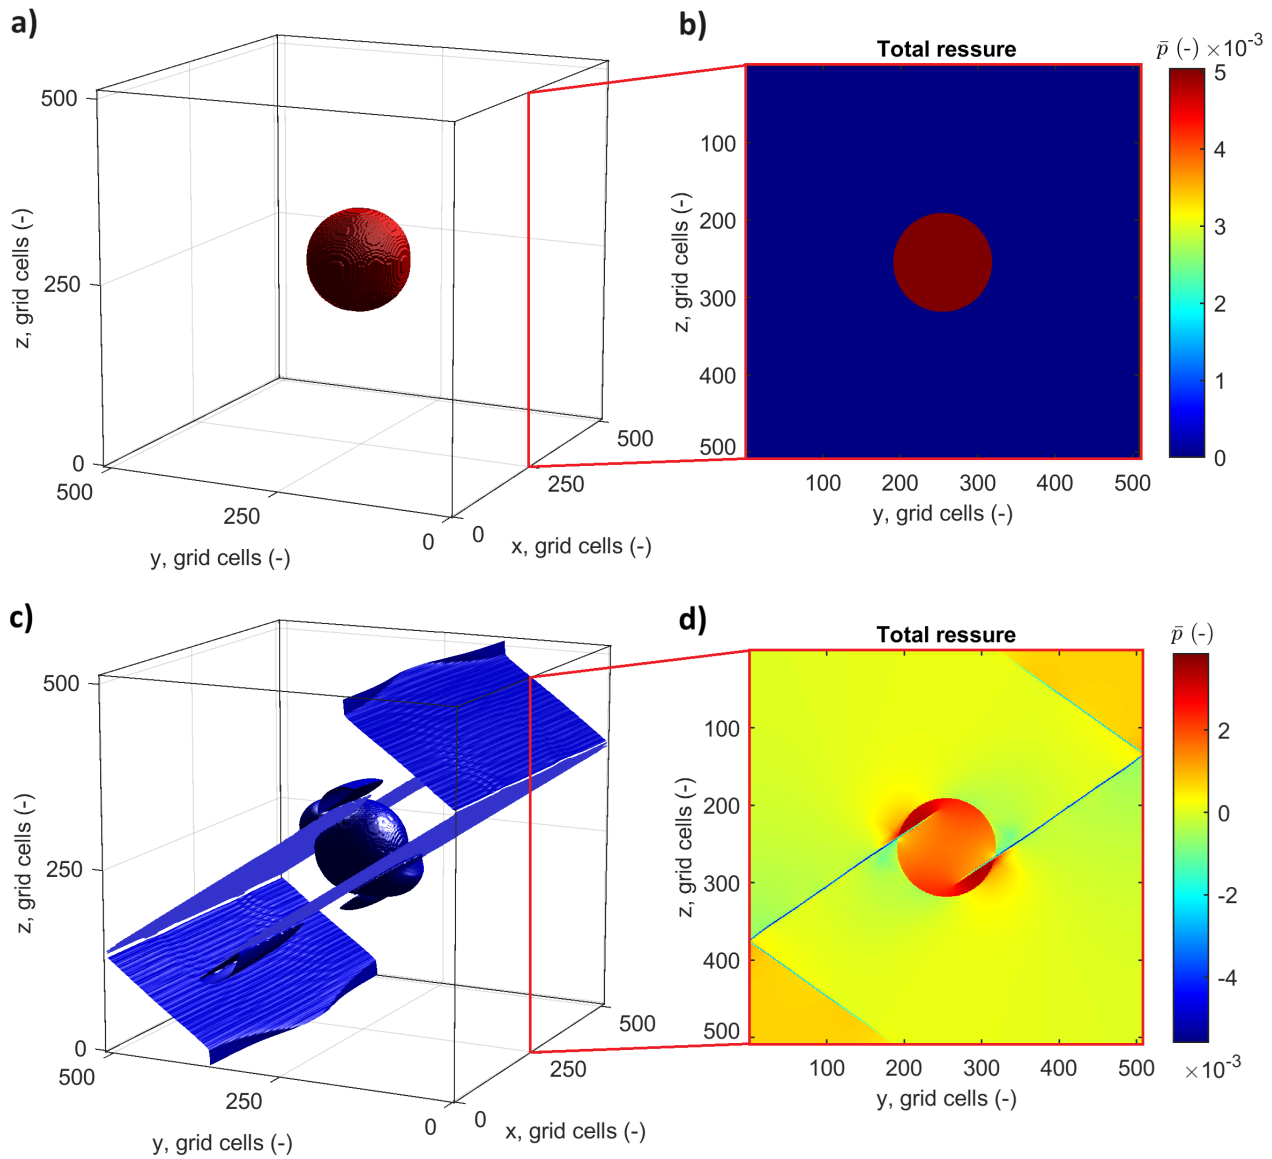 a)
500
250
0
z, grid cells (-)
500
250
0
y, grid cells (-)
0
250
500
x, grid cells (-)
b)
Total ressure
p̄ (-) ×10⁻³
100
200
300
400
500
z, grid cells (-)
100 200 300 400 500
y, grid cells (-)
5
4
3
2
1
0
c)
500
250
0
z, grid cells (-)
500
250
0
y, grid cells (-)
0
250
500
x, grid cells (-)
d)
Total ressure
p̄ (-)
100
200
300
400
500
z, grid cells (-)
100 200 300 400 500
y, grid cells (-)
2
0
-2
-4
×10⁻³